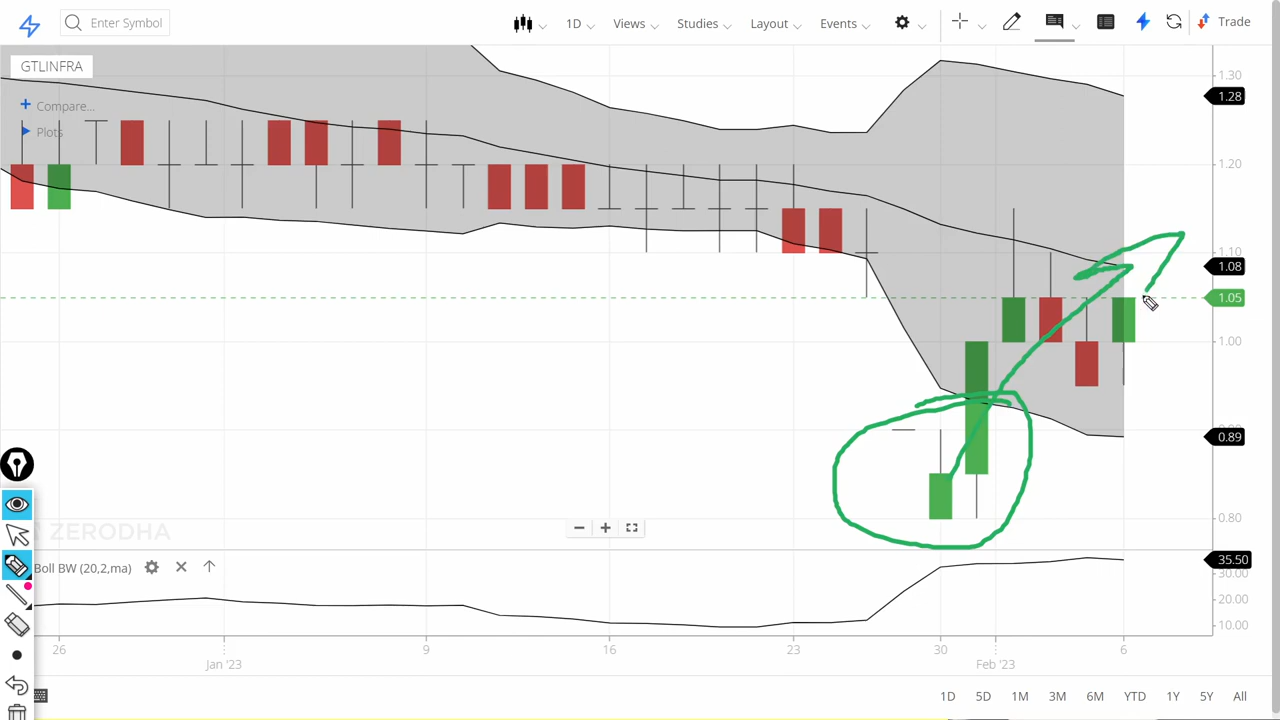 Enter Symbol
1D
Views
Studies
Layout
Events
Trade
GTLINFRA
Compare...
Plots
1.30
1.28
1.20
1.10
1.08
1.05
1.00
0.89
0.80
ZERODHA
Boll BW (20,2,ma)
35.50
30.00
20.00
10.00
26
9
16
23
30
6
Jan '23
Feb '23
1D
5D
1M
3M
6M
YTD
1Y
5Y
All